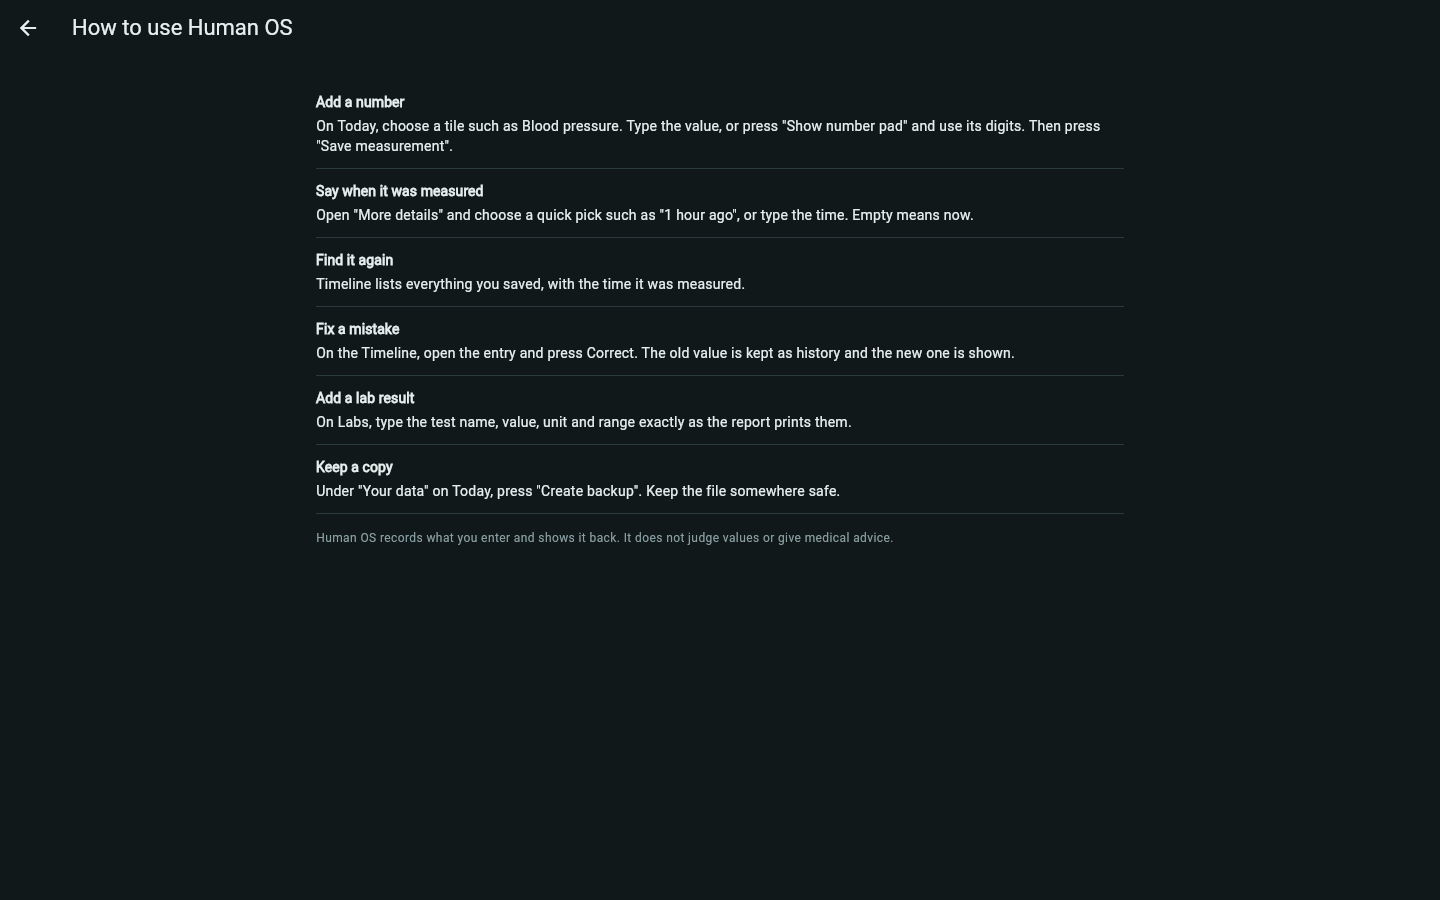 How to use Human OS
Add a number
On Today, choose a tile such as Blood pressure. Type the value, or press "Show number pad" and use its digits. Then press
"Save measurement".
Say when it was measured
Open "More details" and choose a quick pick such as "1 hour ago", or type the time. Empty means now.
Find it again
Timeline lists everything you saved, with the time it was measured.
Fix a mistake
On the Timeline, open the entry and press Correct. The old value is kept as history and the new one is shown.
Add a lab result
On Labs, type the test name, value, unit and range exactly as the report prints them.
Keep a copy
Under "Your data" on Today, press "Create backup". Keep the file somewhere safe.
Human OS records what you enter and shows it back. It does not judge values or give medical advice.